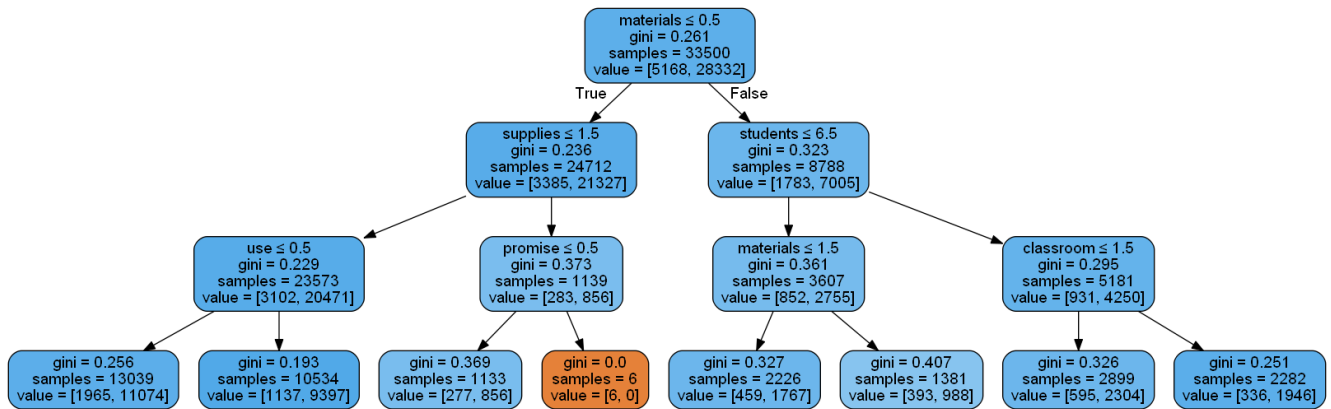 materials ≤ 0.5
gini = 0.261
samples = 33500
value = [5168, 28332]
True
False
supplies ≤ 1.5
gini = 0.236
samples = 24712
value = [3385, 21327]
students ≤ 6.5
gini = 0.323
samples = 8788
value = [1783, 7005]
use ≤ 0.5
gini = 0.229
samples = 23573
value = [3102, 20471]
promise ≤ 0.5
gini = 0.373
samples = 1139
value = [283, 856]
materials ≤ 1.5
gini = 0.361
samples = 3607
value = [852, 2755]
classroom ≤ 1.5
gini = 0.295
samples = 5181
value = [931, 4250]
gini = 0.256
samples = 13039
value = [1965, 11074]
gini = 0.193
samples = 10534
value = [1137, 9397]
gini = 0.369
samples = 1133
value = [277, 856]
gini = 0.0
samples = 6
value = [6, 0]
gini = 0.327
samples = 2226
value = [459, 1767]
gini = 0.407
samples = 1381
value = [393, 988]
gini = 0.326
samples = 2899
value = [595, 2304]
gini = 0.251
samples = 2282
value = [336, 1946]